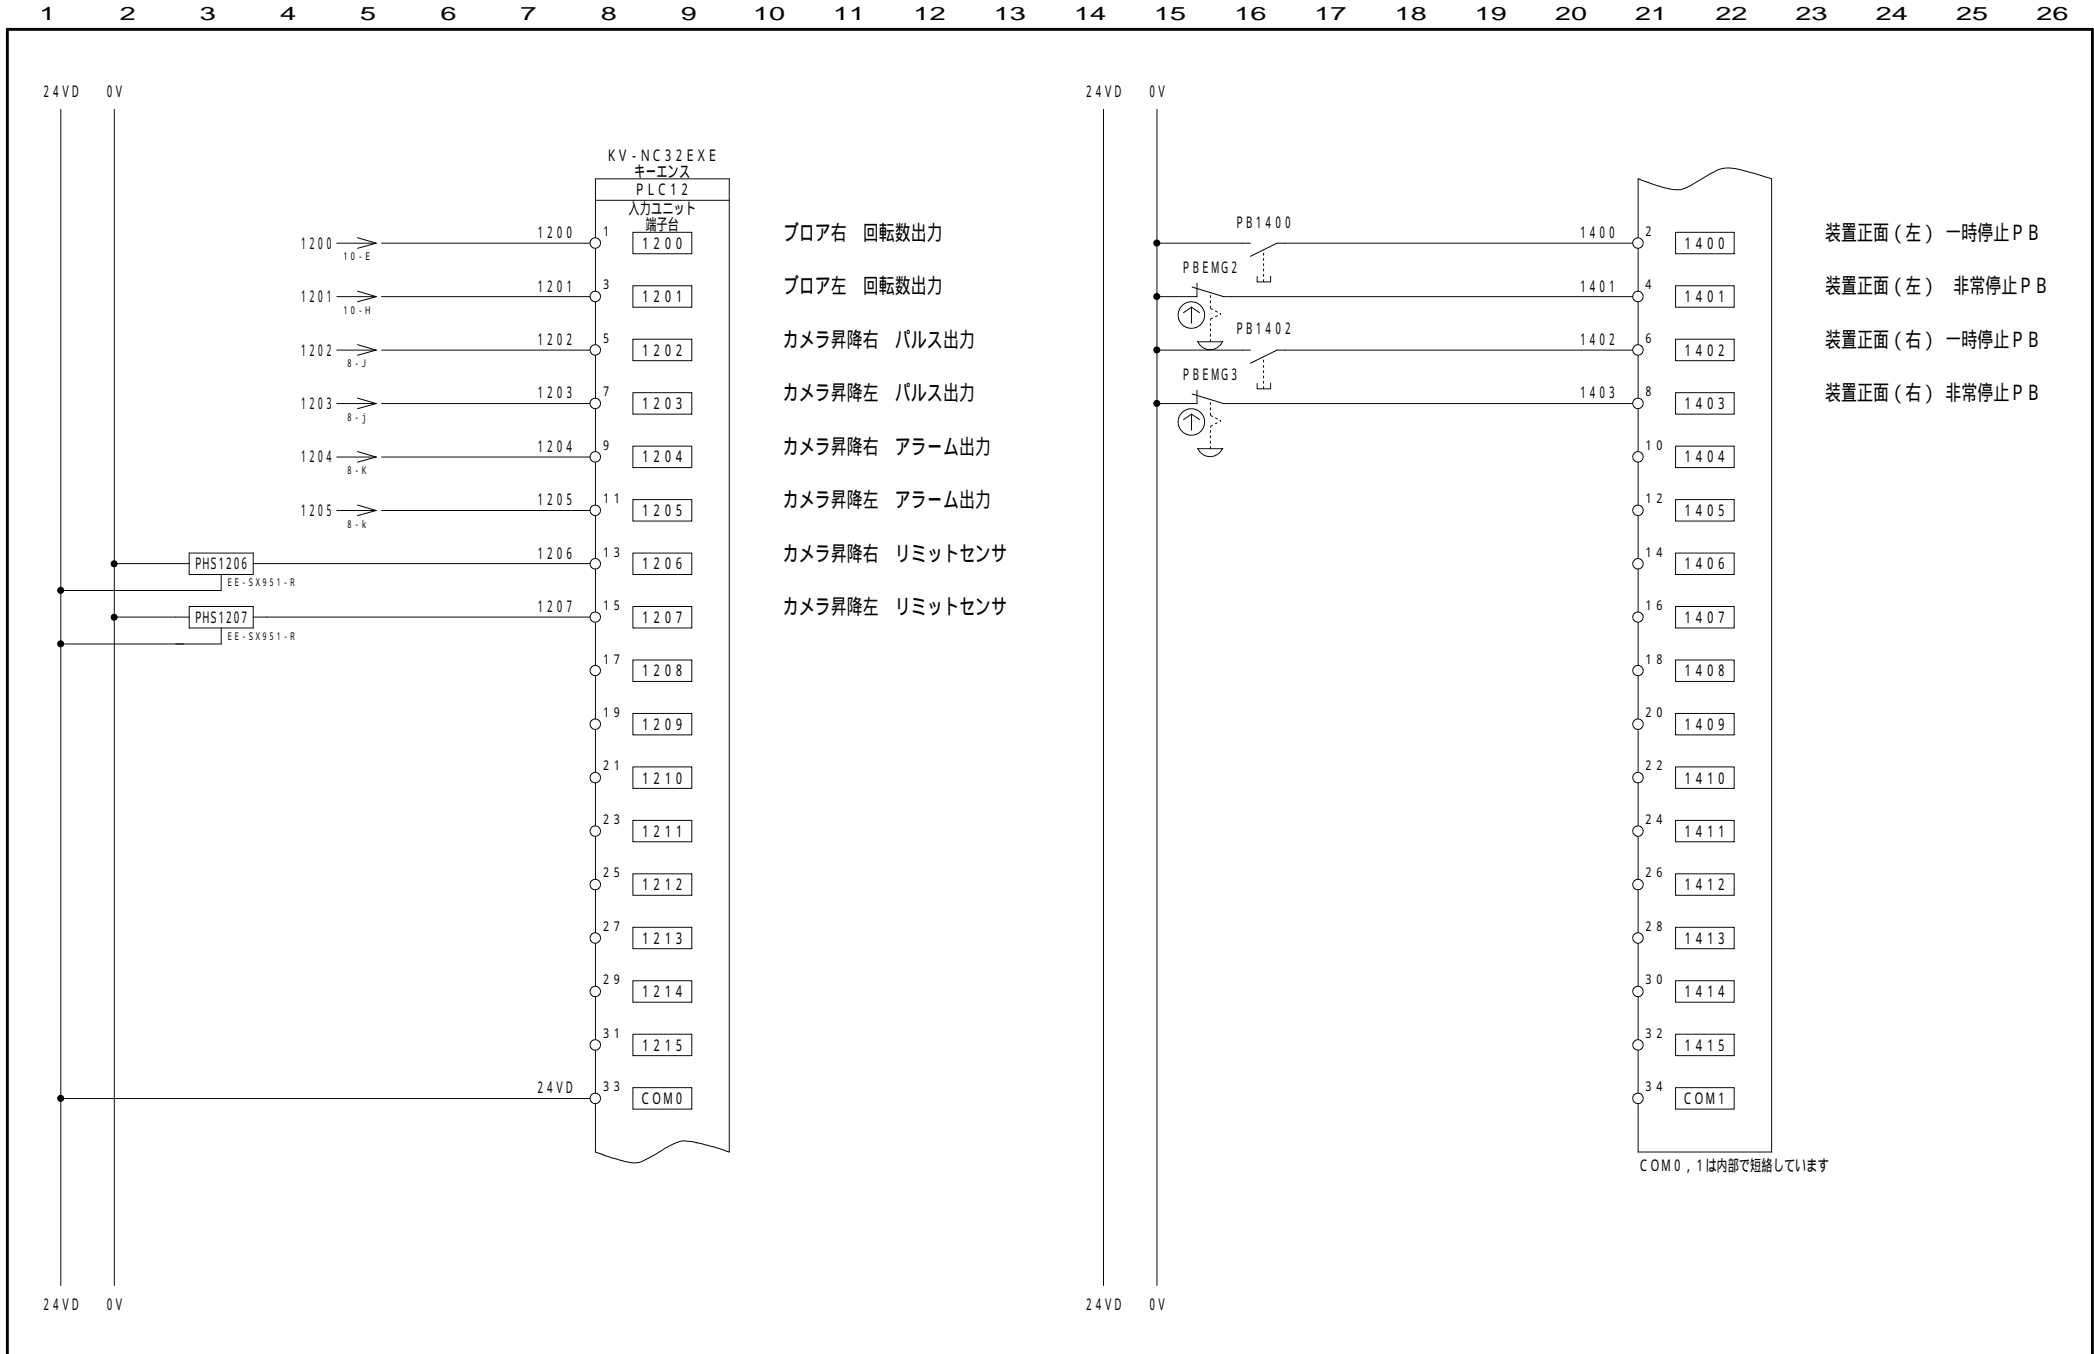 1 2 3 4 5 6 7 8 9 10 11 12 13 14 15 16 17 18 19 20 21 22 23 24 25 26
24VD 0V
24VD 0V
KV-NC32EXE
キーエンス
PLC12
入力ユニット
端子台
1200 10-E 1200 1 1200 ブロア右 回転数出力
1201 10-H 1201 3 1201 ブロア左 回転数出力
1202 8-J 1202 5 1202 カメラ昇降右 パルス出力
1203 8-j 1203 7 1203 カメラ昇降左 パルス出力
1204 8-K 1204 9 1204 カメラ昇降右 アラーム出力
1205 8-k 1205 11 1205 カメラ昇降左 アラーム出力
PHS1206 EE-SX951-R 1206 13 1206 カメラ昇降右 リミットセンサ
PHS1207 EE-SX951-R 1207 15 1207 カメラ昇降左 リミットセンサ
17 1208
19 1209
21 1210
23 1211
25 1212
27 1213
29 1214
31 1215
24VD 33 COM0
PB1400 1400 2 1400 装置正面(左) 一時停止PB
PBEMG2 1401 4 1401 装置正面(左) 非常停止PB
PB1402 1402 6 1402 装置正面(右) 一時停止PB
PBEMG3 1403 8 1403 装置正面(右) 非常停止PB
10 1404
12 1405
14 1406
16 1407
18 1408
20 1409
22 1410
24 1411
26 1412
28 1413
30 1414
32 1415
34 COM1
COM0,1は内部で短絡しています
24VD 0V
24VD 0V